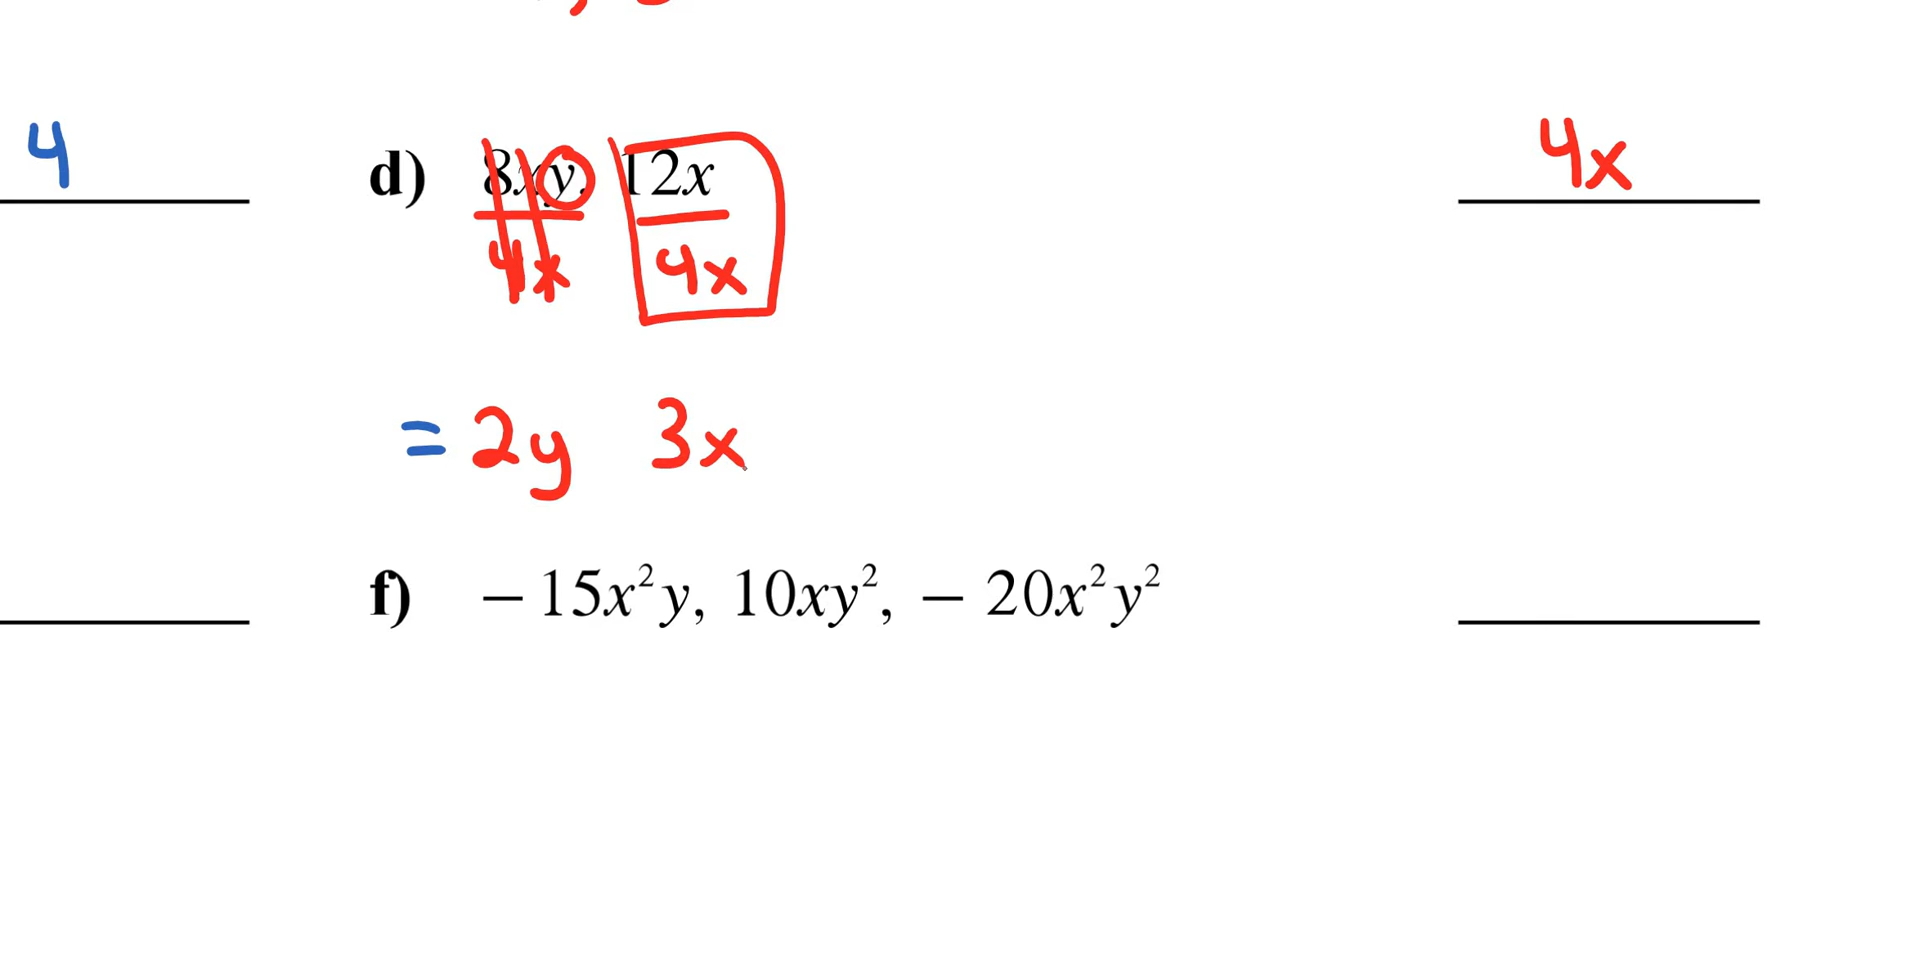 4 d) 8xy, 12x 4x
4x 4x
= 2y 3x
f) − 15x²y, 10xy², − 20x²y²